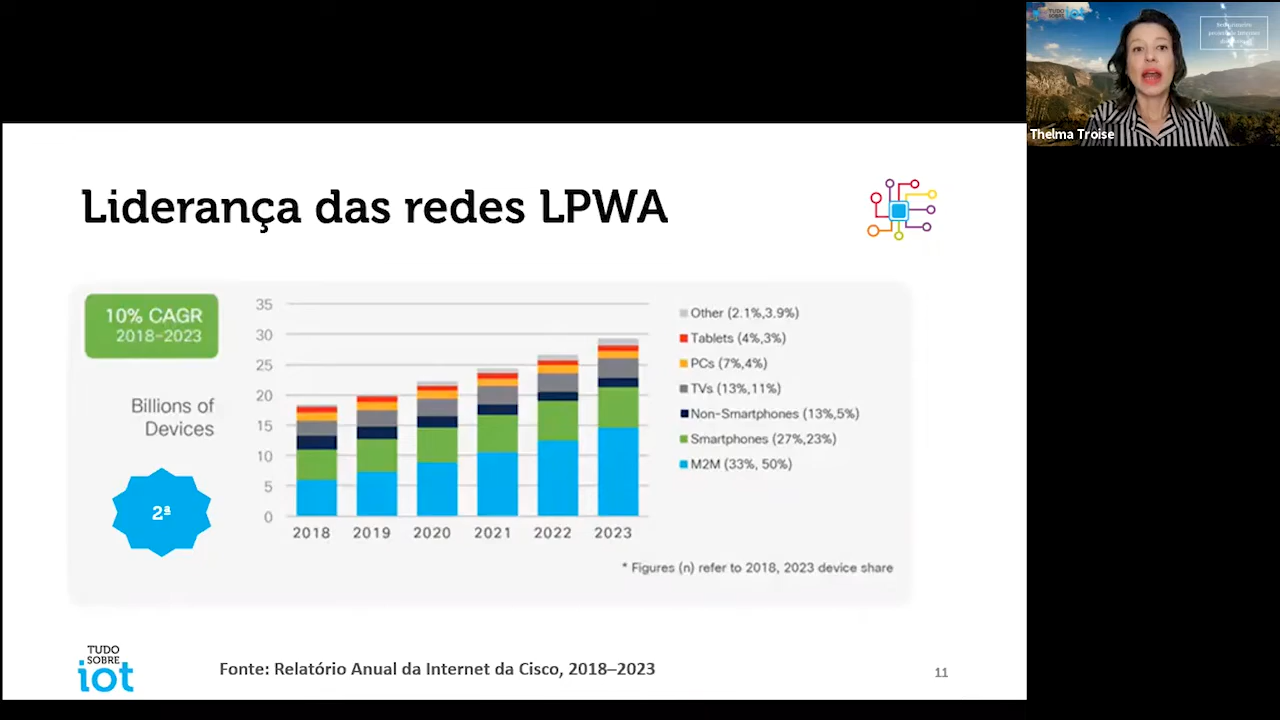 TUDO
SOBRE
iot
Thelma Troise
Liderança das redes LPWA
10% CAGR
2018–2023
Billions of
Devices
2ª
35
30
25
20
15
10
5
0
2018 2019 2020 2021 2022 2023
Other (2.1%,3.9%)
Tablets (4%,3%)
PCs (7%,4%)
TVs (13%,11%)
Non-Smartphones (13%,5%)
Smartphones (27%,23%)
M2M (33%, 50%)
* Figures (n) refer to 2018, 2023 device share
TUDO
SOBRE
iot
Fonte: Relatório Anual da Internet da Cisco, 2018–2023
11